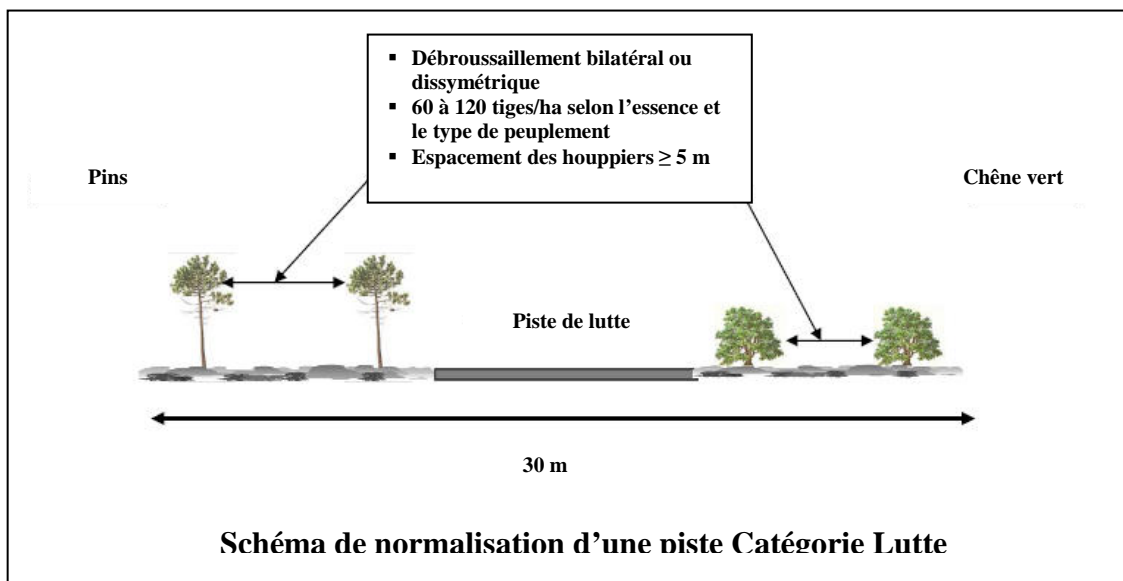 ▪ Débroussaillement bilatéral ou
dissymétrique
▪ 60 à 120 tiges/ha selon l’essence et
le type de peuplement
▪ Espacement des houppiers ≥ 5 m
Pins
Chêne vert
Piste de lutte
30 m
Schéma de normalisation d’une piste Catégorie Lutte